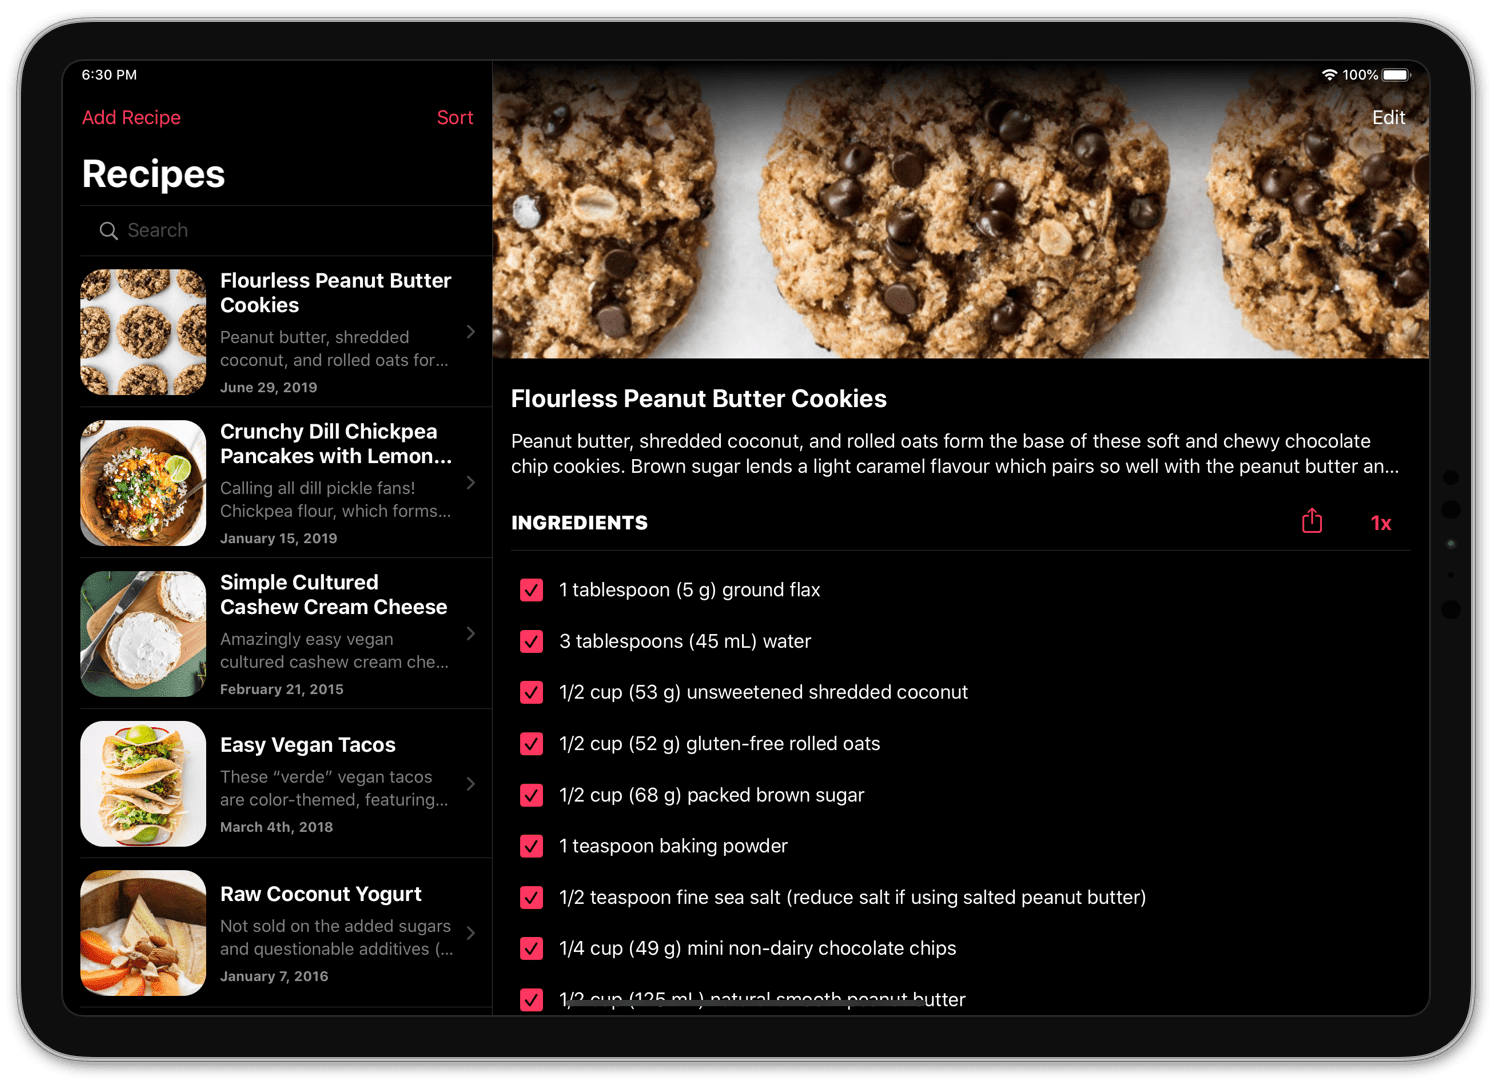 6:30 PM
100%
Add Recipe
Sort
Edit
Recipes
Search
Flourless Peanut Butter
Cookies
Peanut butter, shredded
coconut, and rolled oats for...
June 29, 2019
Crunchy Dill Chickpea
Pancakes with Lemon...
Calling all dill pickle fans!
Chickpea flour, which forms...
January 15, 2019
Simple Cultured
Cashew Cream Cheese
Amazingly easy vegan
cultured cashew cream che...
February 21, 2015
Easy Vegan Tacos
These “verde” vegan tacos
are color-themed, featuring...
March 4th, 2018
Raw Coconut Yogurt
Not sold on the added sugars
and questionable additives (...
January 7, 2016
Flourless Peanut Butter Cookies
Peanut butter, shredded coconut, and rolled oats form the base of these soft and chewy chocolate
chip cookies. Brown sugar lends a light caramel flavour which pairs so well with the peanut butter an...
INGREDIENTS
1x
1 tablespoon (5 g) ground flax
3 tablespoons (45 mL) water
1/2 cup (53 g) unsweetened shredded coconut
1/2 cup (52 g) gluten-free rolled oats
1/2 cup (68 g) packed brown sugar
1 teaspoon baking powder
1/2 teaspoon fine sea salt (reduce salt if using salted peanut butter)
1/4 cup (49 g) mini non-dairy chocolate chips
1/2 cup (125 mL) natural smooth peanut butter